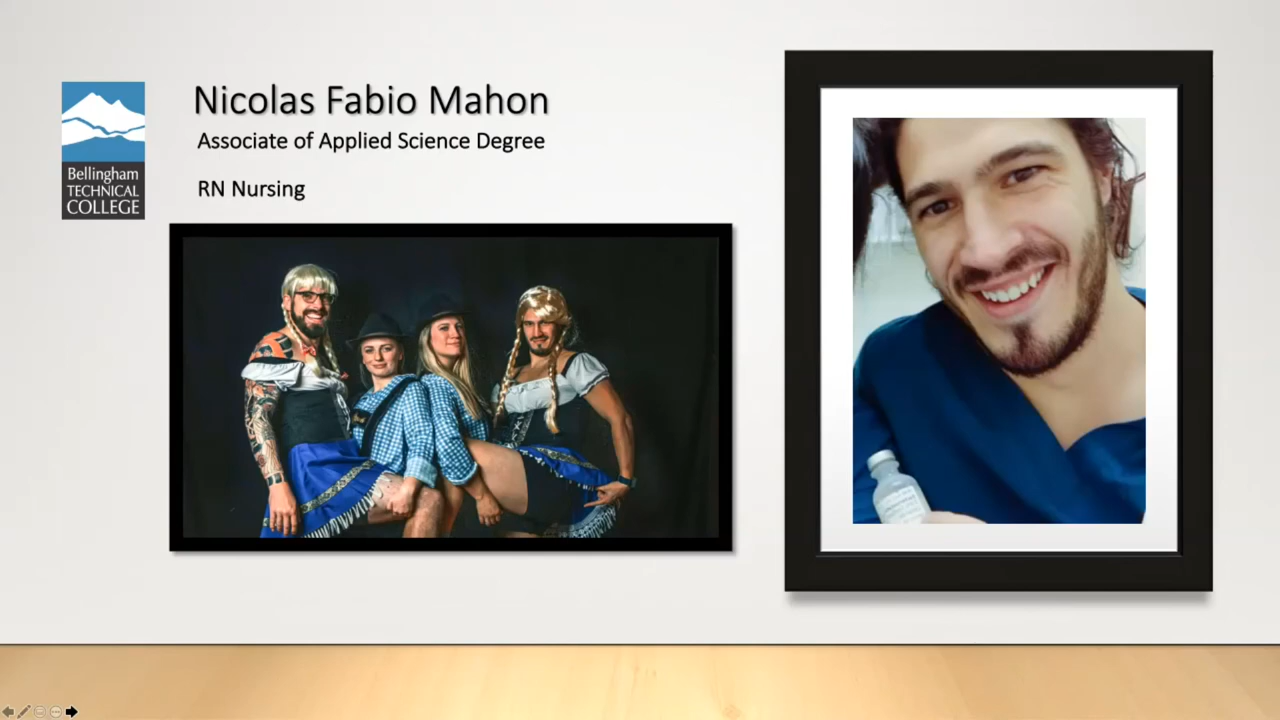 Nicolas Fabio Mahon
Associate of Applied Science Degree
RN Nursing
Bellingham
TECHNICAL
COLLEGE